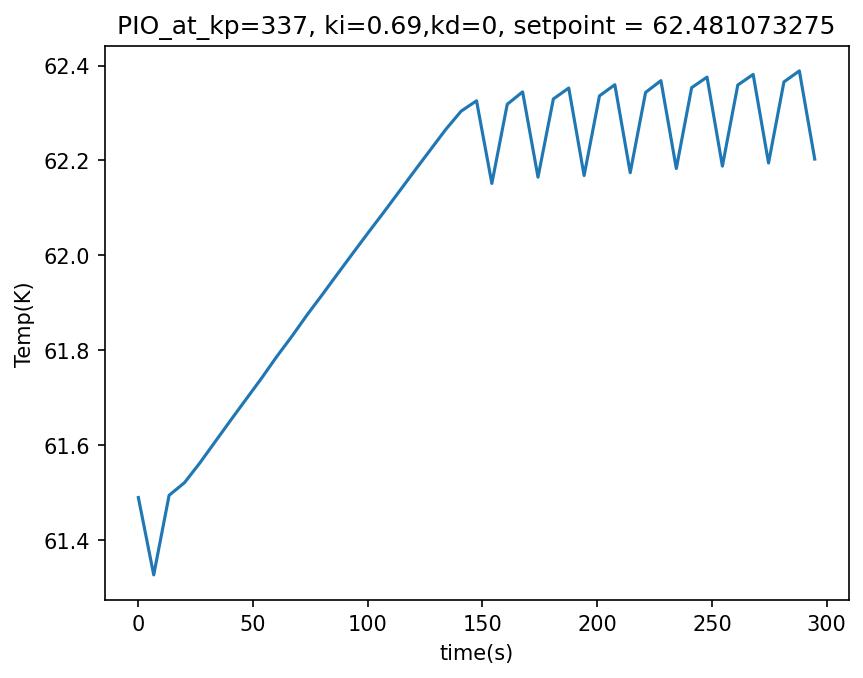 PIO_at_kp=337, ki=0.69,kd=0, setpoint = 62.481073275
62.4
62.2
62.0
61.8
61.6
61.4
Temp(K)
0 50 100 150 200 250 300
time(s)